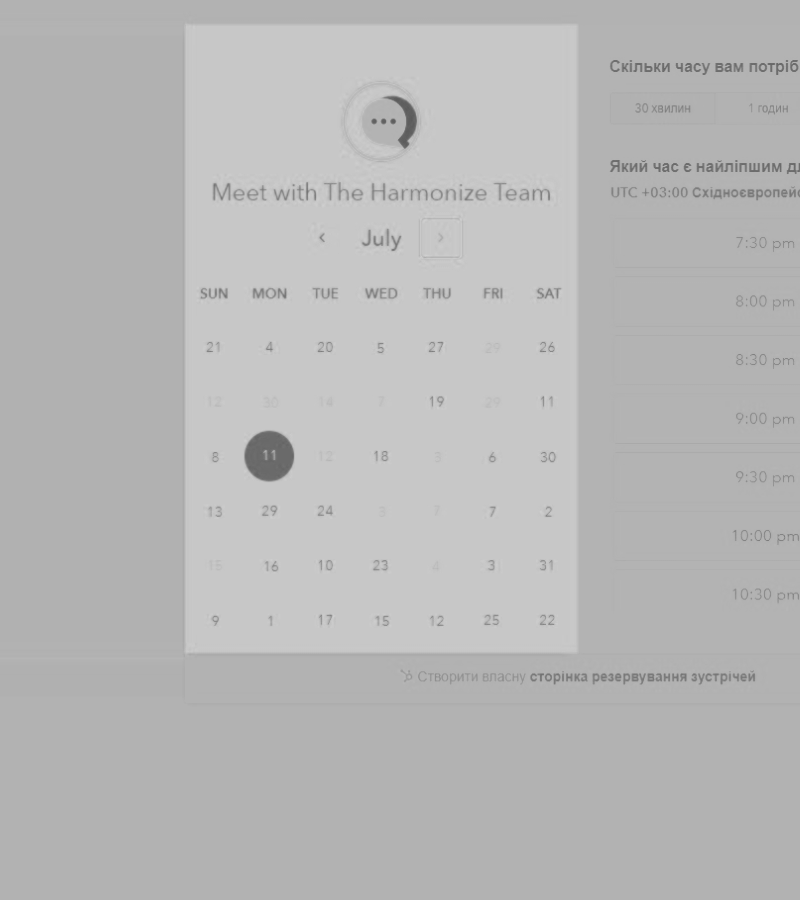 Meet with The Harmonize Team
July
SUN MON TUE WED THU FRI SAT
21 4 20 5 27 29 26
12 30 14 7 19 29 11
8 11 12 18 6 30
13 29 24 7 7 2
16 10 23 4 3 31
9 1 17 15 12 25 22
Скільки часу вам потріб
30 хвилин 1 годин
Який час є найліпшим дл
UTC +03:00 Східноєвропейс
7:30 pm
8:00 pm
8:30 pm
9:00 pm
9:30 pm
10:00 pm
10:30 pm
Створити власну сторінка резервування зустрічей